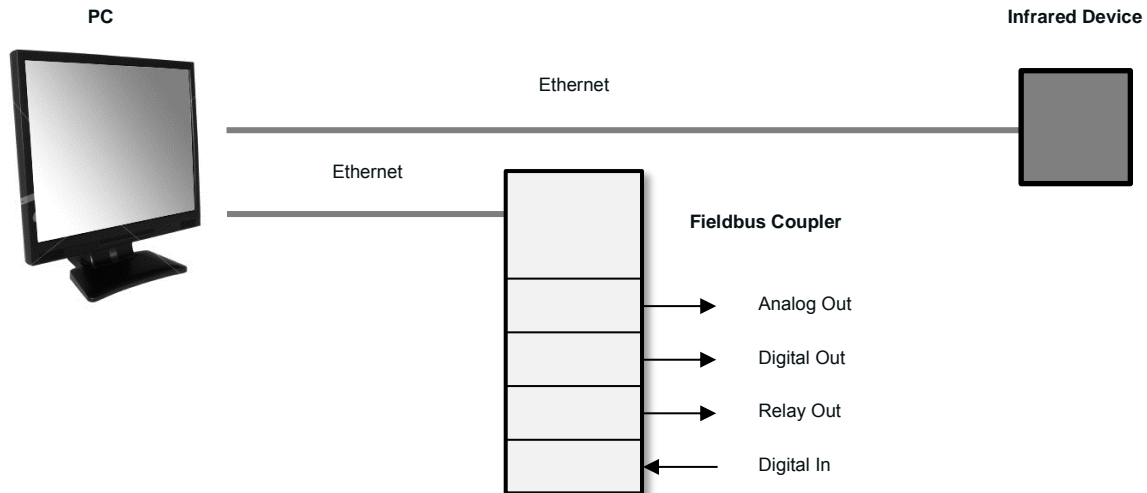 PC
Infrared Device
Ethernet
Ethernet
Fieldbus Coupler
Analog Out
Digital Out
Relay Out
Digital In